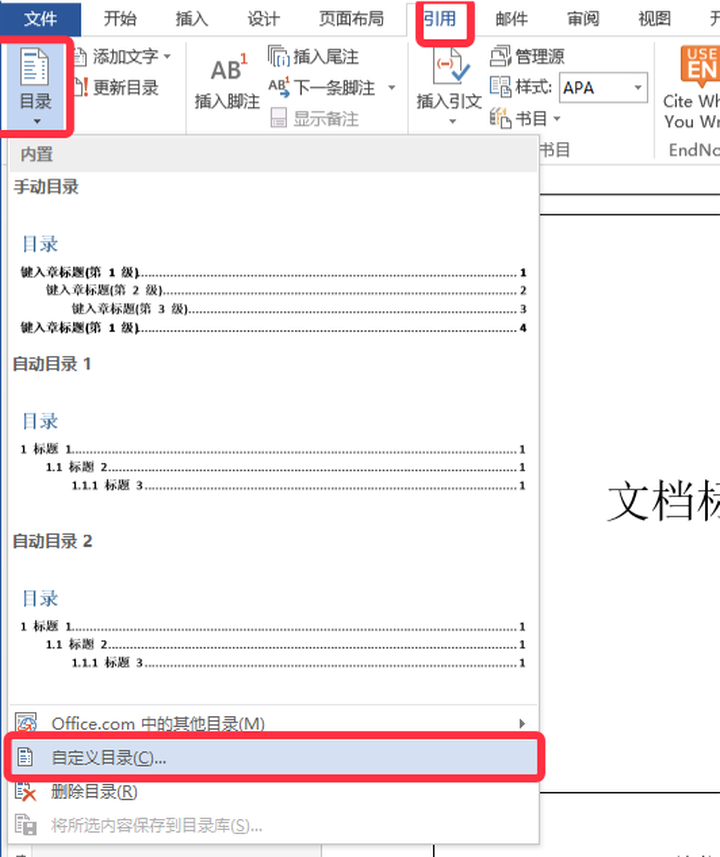 文件 开始 插入 设计 页面布局 引用 邮件 审阅 视图
添加文字 AB1 插入尾注 管理源 USE
更新目录 AB1 下一条脚注 样式: APA EN
目录 插入脚注 显示备注 插入引文 书目 Cite
You
书目 EndNo
内置
手动目录
目录
键入章标题(第 1 级)........ 1
键入章标题(第 2 级)........ 2
键入章标题(第 3 级)........ 3
键入章标题(第 1 级)........ 4
自动目录 1
目录
1 标题 1........ 1
1.1 标题 2........ 1
1.1.1 标题 3........ 1
文档
自动目录 2
目录
1 标题 1........ 1
1.1 标题 2........ 1
1.1.1 标题 3........ 1
Office.com 中的其他目录(M)
自定义目录(C)...
删除目录(R)
将所选内容保存到目录库(S)...